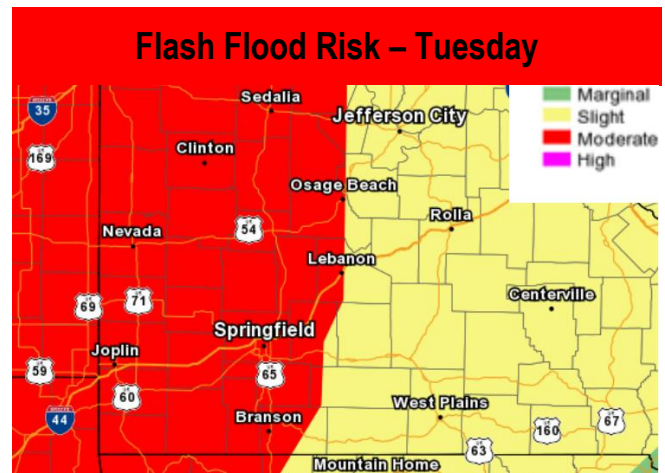 Flash Flood Risk – Tuesday
Marginal
Slight
Moderate
High
Sedalia
35
Jefferson City
Clinton
169
Osage Beach
Rolla
54
Nevada
Lebanon
Centerville
69
71
Springfield
Joplin
59
65
60
West Plains
44
Branson
67
160
63
Mountain Home